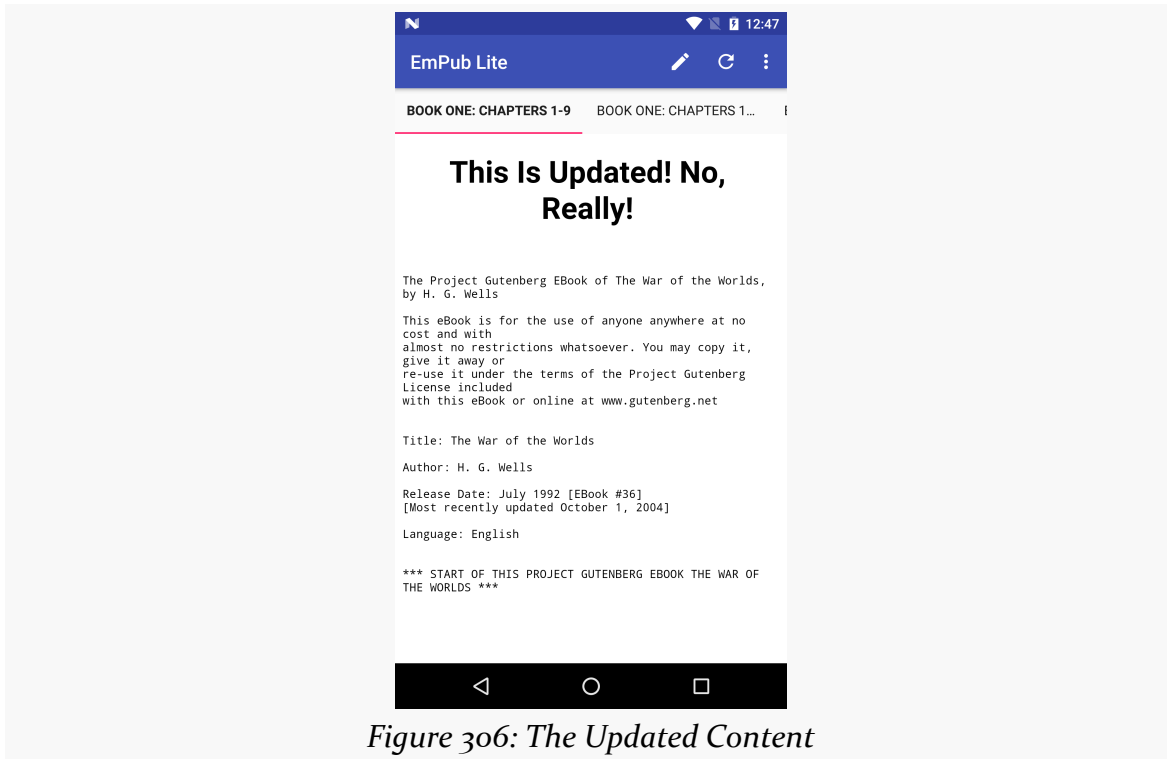 12:47
EmPub Lite
BOOK ONE: CHAPTERS 1-9 BOOK ONE: CHAPTERS 1...
This Is Updated! No,
Really!
The Project Gutenberg EBook of The War of the Worlds,
by H. G. Wells
This eBook is for the use of anyone anywhere at no
cost and with
almost no restrictions whatsoever. You may copy it,
give it away or
re-use it under the terms of the Project Gutenberg
License included
with this eBook or online at www.gutenberg.net
Title: The War of the Worlds
Author: H. G. Wells
Release Date: July 1992 [EBook #36]
[Most recently updated October 1, 2004]
Language: English
*** START OF THIS PROJECT GUTENBERG EBOOK THE WAR OF
THE WORLDS ***
Figure 306: The Updated Content